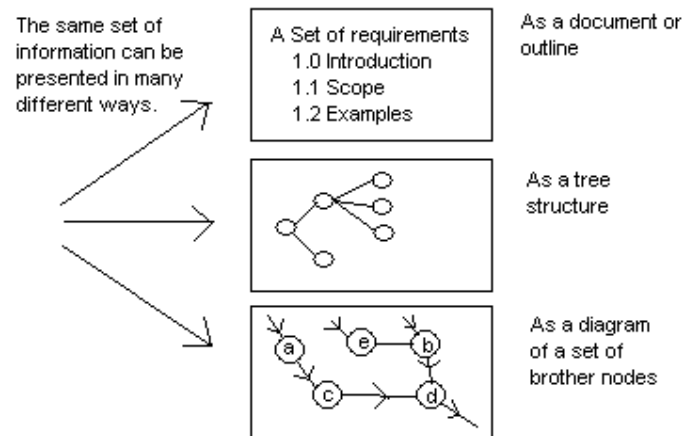 The same set of
information can be
presented in many
different ways.
A Set of requirements
1.0 Introduction
1.1 Scope
1.2 Examples
As a document or
outline
As a tree
structure
a
e
b
c
d
As a diagram
of a set of
brother nodes